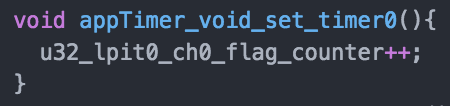 void appTimer_void_set_timer0(){
  u32_lpit0_ch0_flag_counter++;
}